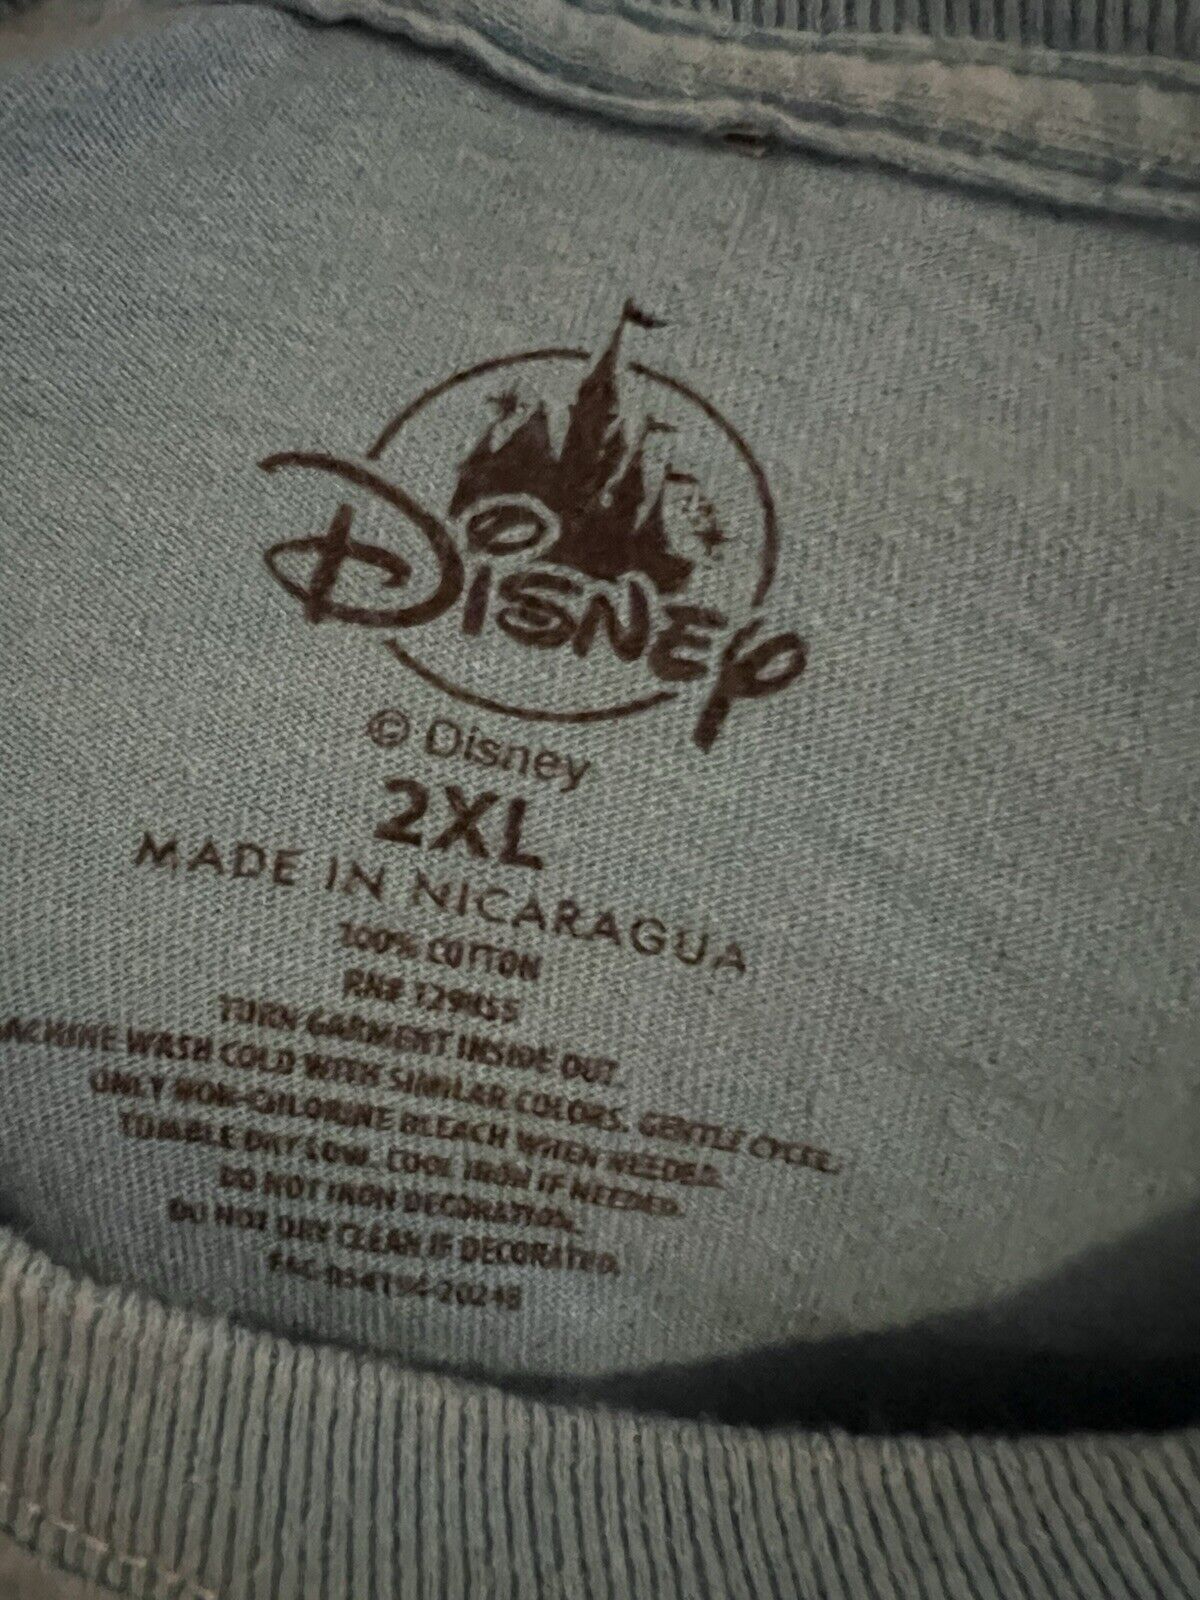 Disney
© Disney
2XL
MADE IN NICARAGUA
100% COTTON
RN# 129455
TURN GARMENT INSIDE OUT.
MACHINE WASH COLD WITH SIMILAR COLORS. GENTLE CYCLE.
ONLY NON-CHLORINE BLEACH WHEN NEEDED.
TUMBLE DRY LOW. COOL IRON IF NEEDED.
DO NOT IRON DECORATION.
DO NOT DRY CLEAN IF DECORATED.